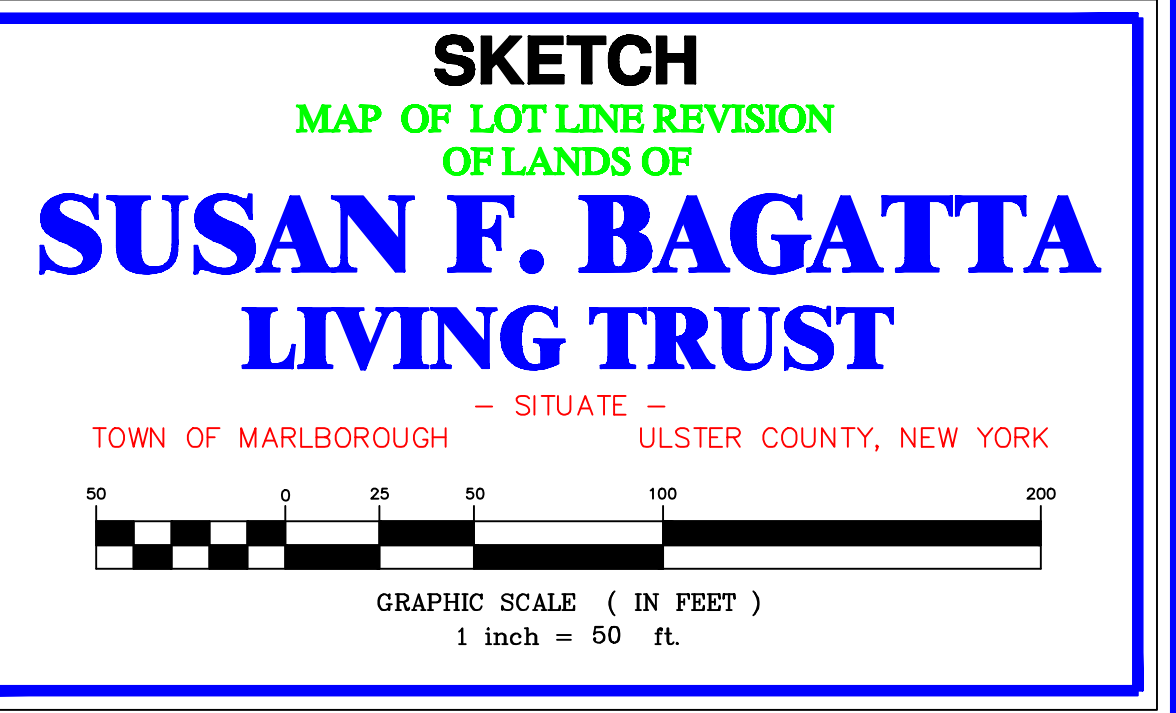 SKETCH
MAP OF LOT LINE REVISION
OF LANDS OF
SUSAN F. BAGATTA
LIVING TRUST
– SITUATE –
TOWN OF MARLBOROUGH ULSTER COUNTY, NEW YORK
50 0 25 50 100 200
GRAPHIC SCALE ( IN FEET )
1 inch = 50 ft.